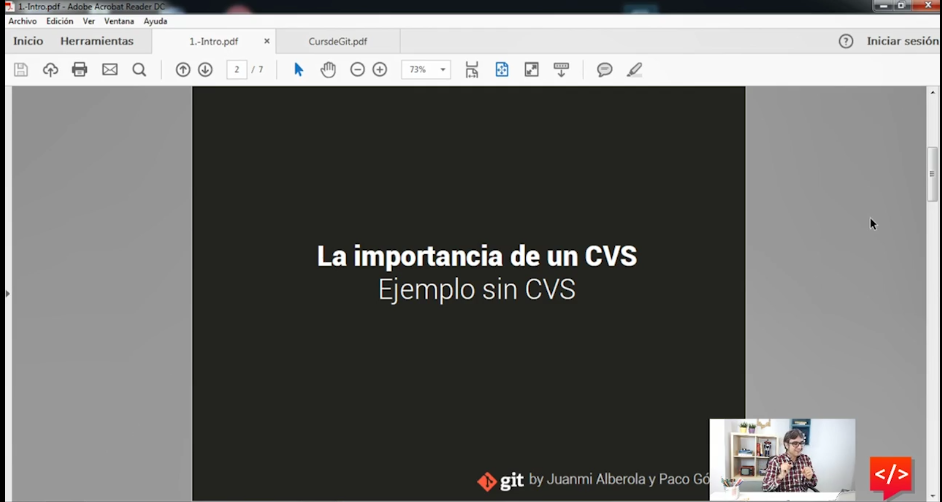 1.-Intro.pdf - Adobe Acrobat Reader DC
Archivo Edición Ver Ventana Ayuda
Inicio Herramientas 1.-Intro.pdf × CursdeGit.pdf ? Iniciar sesión
2 / 7 73%
La importancia de un CVS
Ejemplo sin CVS
git by Juanmi Alberola y Paco Gó
</>